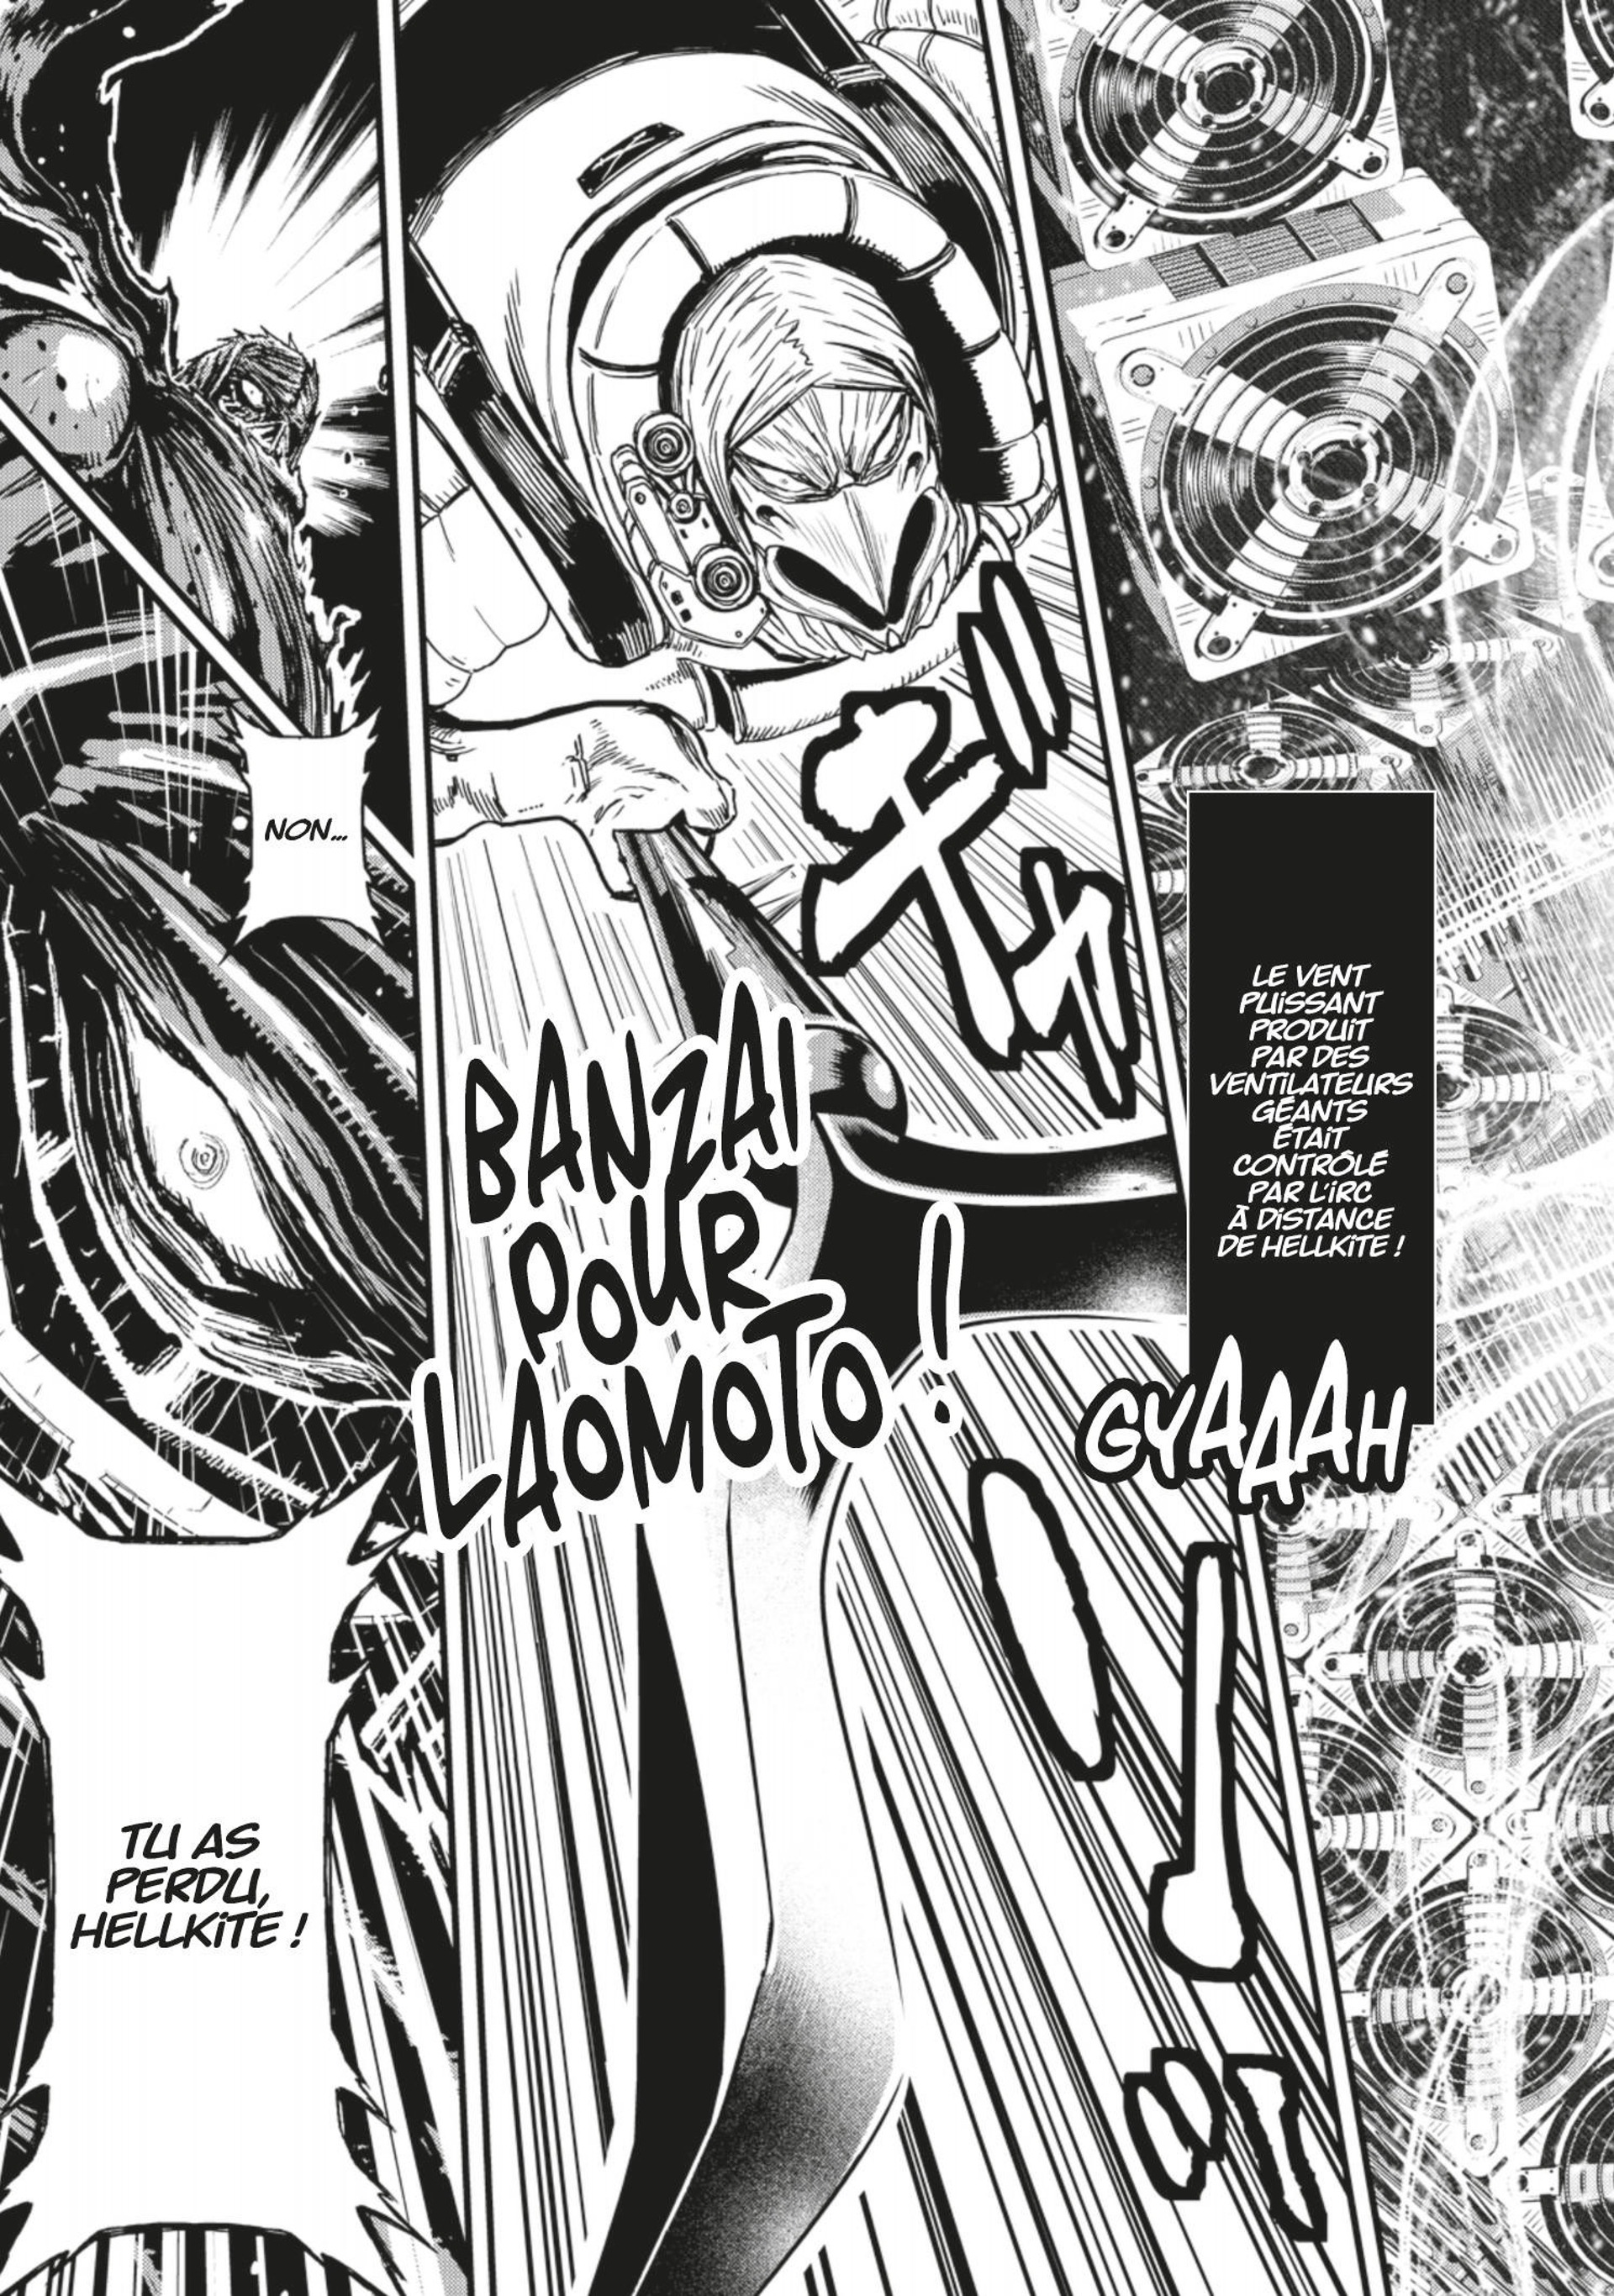 LE VENT
PUISSANT
PRODUIT
PAR DES
VENTILATEURS
GÉANTS
ÉTAIT
CONTRÔLÉ
PAR L'IRC
À DISTANCE
DE HELLKITE !
GYAAAH
BANZAI
POUR
LAOMOTO !
NON...
TU AS
PERDU,
HELLKITE !